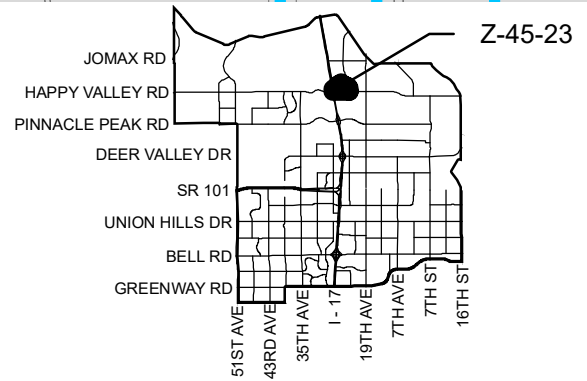 Z-45-23
JOMAX RD
HAPPY VALLEY RD
PINNACLE PEAK RD
DEER VALLEY DR
SR 101
UNION HILLS DR
BELL RD
GREENWAY RD
51ST AVE
43RD AVE
35TH AVE
I - 17
19TH AVE
7TH AVE
7TH ST
16TH ST